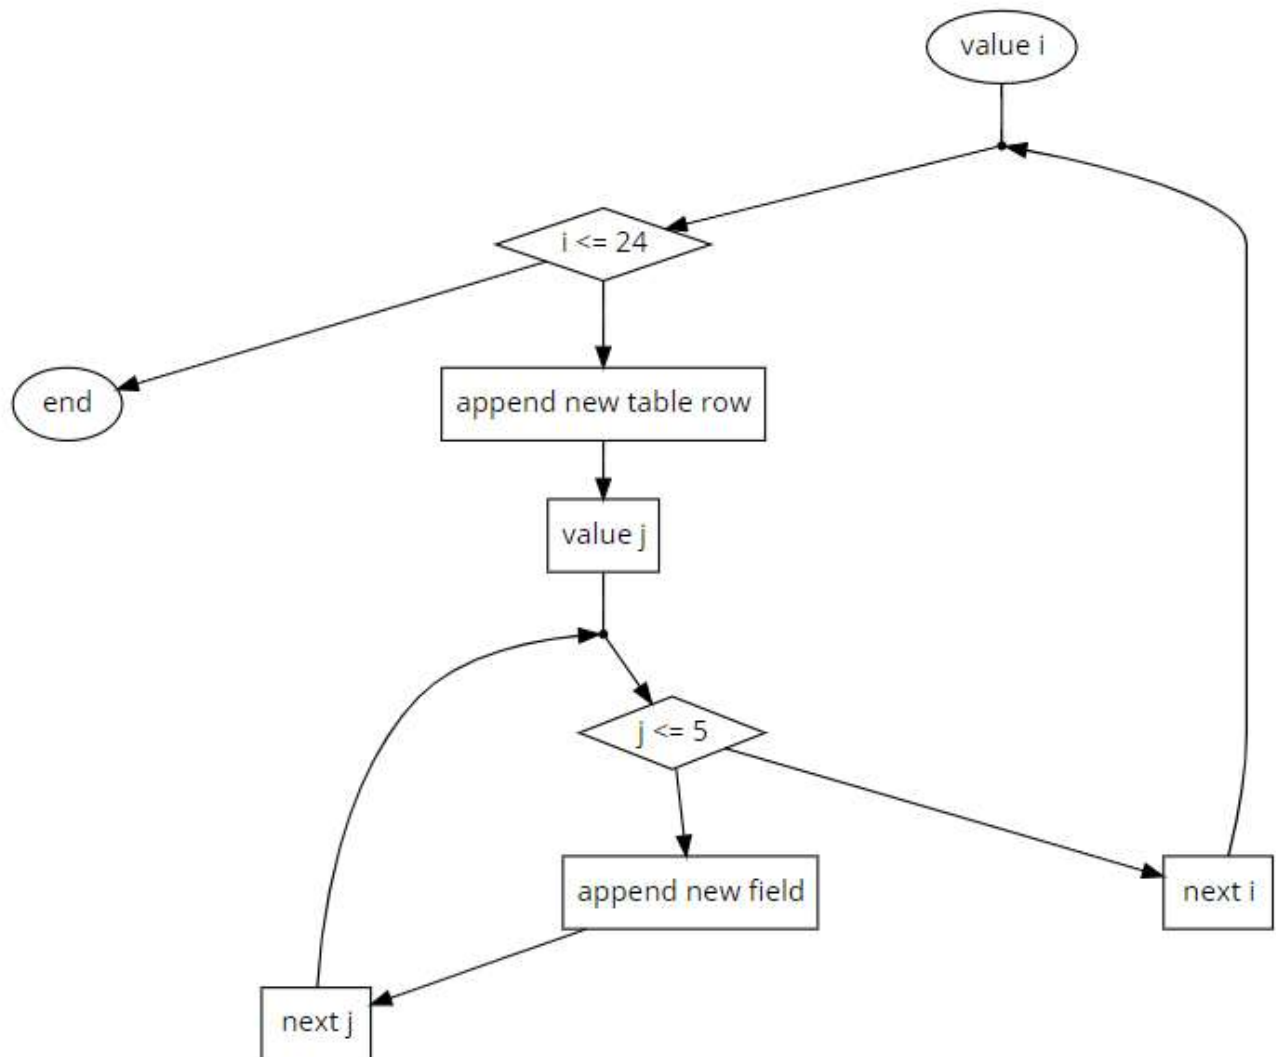 value i
i <= 24
end
append new table row
value j
j <= 5
append new field
next i
next j